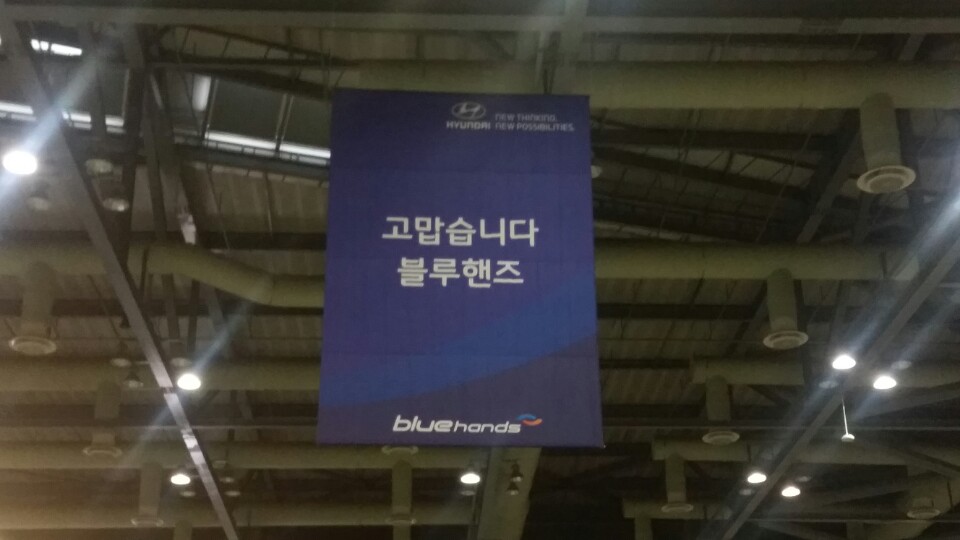 HYUNDAI
NEW THINKING.
NEW POSSIBILITIES.
고맙습니다
블루핸즈
bluehands